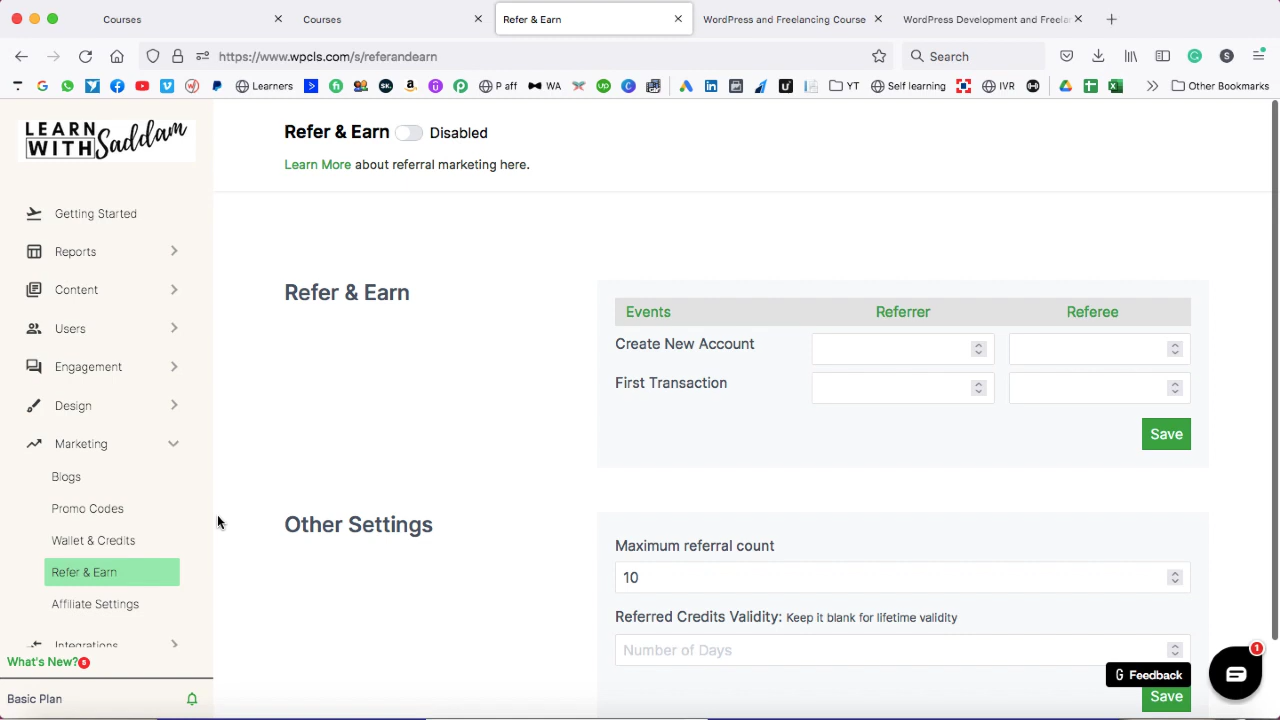 Courses
Courses
Refer & Earn
WordPress and Freelancing Course
WordPress Development and Freelan
https://www.wpcls.com/s/referandearn
Search
S
Learners
P aff
WA
YT
Self learning
IVR
Other Bookmarks
LEARN
WITH Saddam
Refer & Earn
Disabled
Learn More about referral marketing here.
Getting Started
Reports
Content
Users
Engagement
Design
Marketing
Blogs
Promo Codes
Wallet & Credits
Refer & Earn
Affiliate Settings
Integrations
What's New?
Basic Plan
Refer & Earn
Events
Referrer
Referee
Create New Account
First Transaction
Save
Other Settings
Maximum referral count
10
Referred Credits Validity: Keep it blank for lifetime validity
Number of Days
Feedback
1
Save